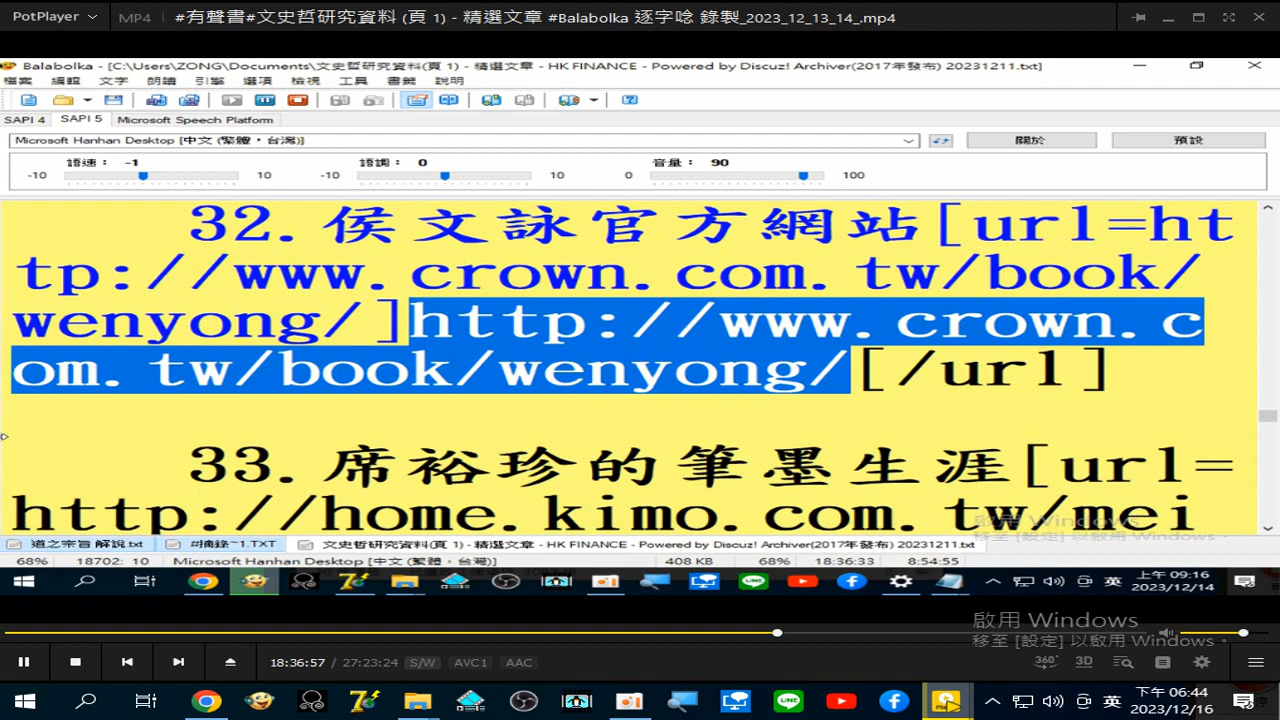 PotPlayer
MP4
#有聲書#文史哲研究資料 (頁 1) - 精選文章 #Balabolka 逐字唸 錄製_2023_12_13_14_.mp4
Balabolka - [C:\Users\ZONG\Documents\文史哲研究資料(頁 1) - 精選文章 - HK FINANCE - Powered by Discuz! Archiver(2017年發布) 20231211.txt]
檔案 編輯 文字 朗讀 引擎 選項 檢視 工具 書籤 說明
SAPI 4 SAPI 5 Microsoft Speech Platform
Microsoft Hanhan Desktop [中文 (繁體，台灣)] 關於 預設
語速： -1 語調： 0 音量： 90
-10 10 -10 10 0 100
32.侯文詠官方網站[url=ht
tp://www.crown.com.tw/book/
wenyong/]http://www.crown.c
om.tw/book/wenyong/[/url]
33.席裕珍的筆墨生涯[url=
http://home.kimo.com.tw/mei
啟用 Windows
移至 [設定] 以啟用 Windows。
道之宗旨 解說.txt #摘錄~1.TXT 文史哲研究資料(頁 1) - 精選文章 - HK FINANCE - Powered by Discuz! Archiver(2017年發布) 20231211.txt
68% 18702: 10 Microsoft Hanhan Desktop [中文 (繁體，台灣)] 408 KB 68% 18:36:33 8:54:55
英 上午 09:16
2023/12/14
啟用 Windows
移至 [設定] 以啟用 Windows。
18:36:57 / 27:23:24 S/W AVC1 AAC
360° 3D
英 下午 06:44
2023/12/16